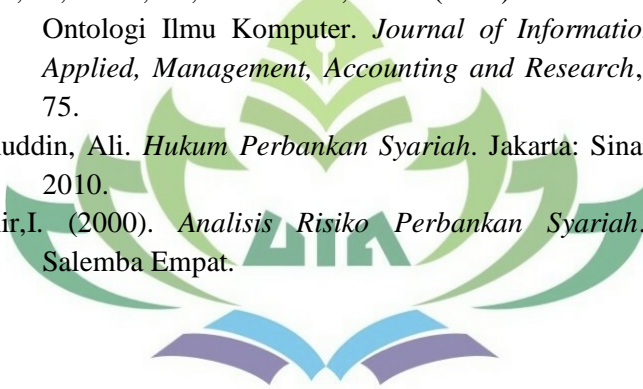 Ontologi Ilmu Komputer. Journal of Informatio
Applied, Management, Accounting and Research,
75.
uddin, Ali. Hukum Perbankan Syariah. Jakarta: Sina
2010.
ir,I. (2000). Analisis Risiko Perbankan Syariah.
Salemba Empat.